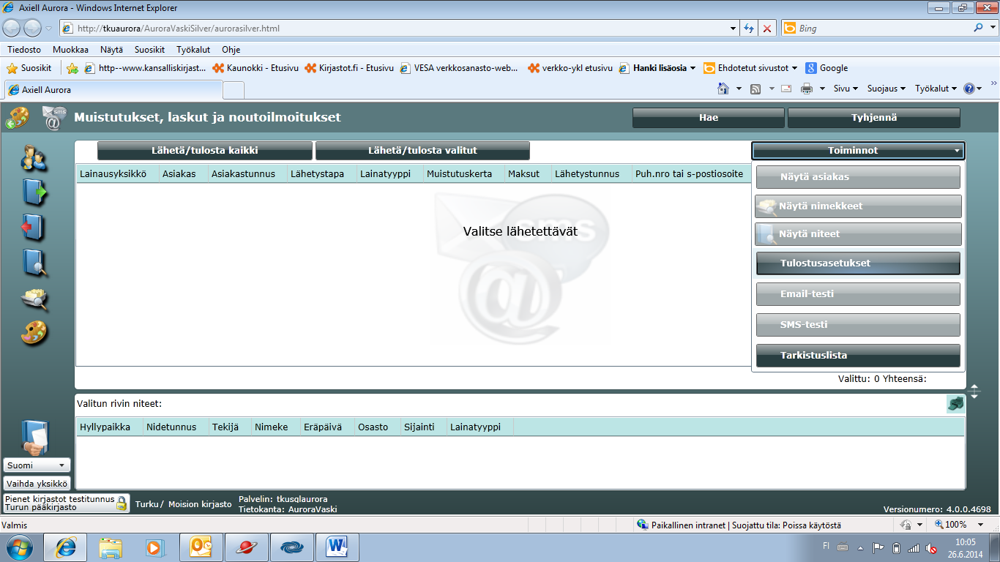 Axiell Aurora - Windows Internet Explorer
http://tkuaurora/AuroraVaskiSilver/aurorasilver.html
Bing
Tiedosto Muokkaa Näytä Suosikit Työkalut Ohje
Suosikit http--www.kansalliskirjast... Kaunokki - Etusivu Kirjastot.fi - Etusivu VESA verkkosanasto-web... verkko-ykl etusivu Hanki lisäosia Ehdotetut sivustot Google
Axiell Aurora
Sivu Suojaus Työkalut
Muistutukset, laskut ja noutoilmoitukset
Hae Tyhjennä
Lähetä/tulosta kaikki Lähetä/tulosta valitut Toiminnot
Lainausyksikkö Asiakas Asiakastunnus Lähetystapa Lainatyyppi Muistutuskerta Maksut Lähetystunnus Puh.nro tai s-postiosoite
Valitse lähetettävät
sms
@
Näytä asiakas
Näytä nimekkeet
Näytä niteet
Tulostusasetukset
Email-testi
SMS-testi
Tarkistuslista
Valittu: 0 Yhteensä:
Valitun rivin niteet:
Hyllypaikka Nidetunnus Tekijä Nimeke Eräpäivä Osasto Sijainti Lainatyyppi
Suomi
Vaihda yksikkö
Pienet kirjastot testitunnus
Turun pääkirjasto
Turku / Moision kirjasto
Palvelin: tkusqlaurora
Tietokanta: AuroraVaski
Versionumero: 4.0.0.4698
Valmis
Paikallinen intranet | Suojattu tila: Poissa käytöstä
100%
FI
10:05
26.6.2014